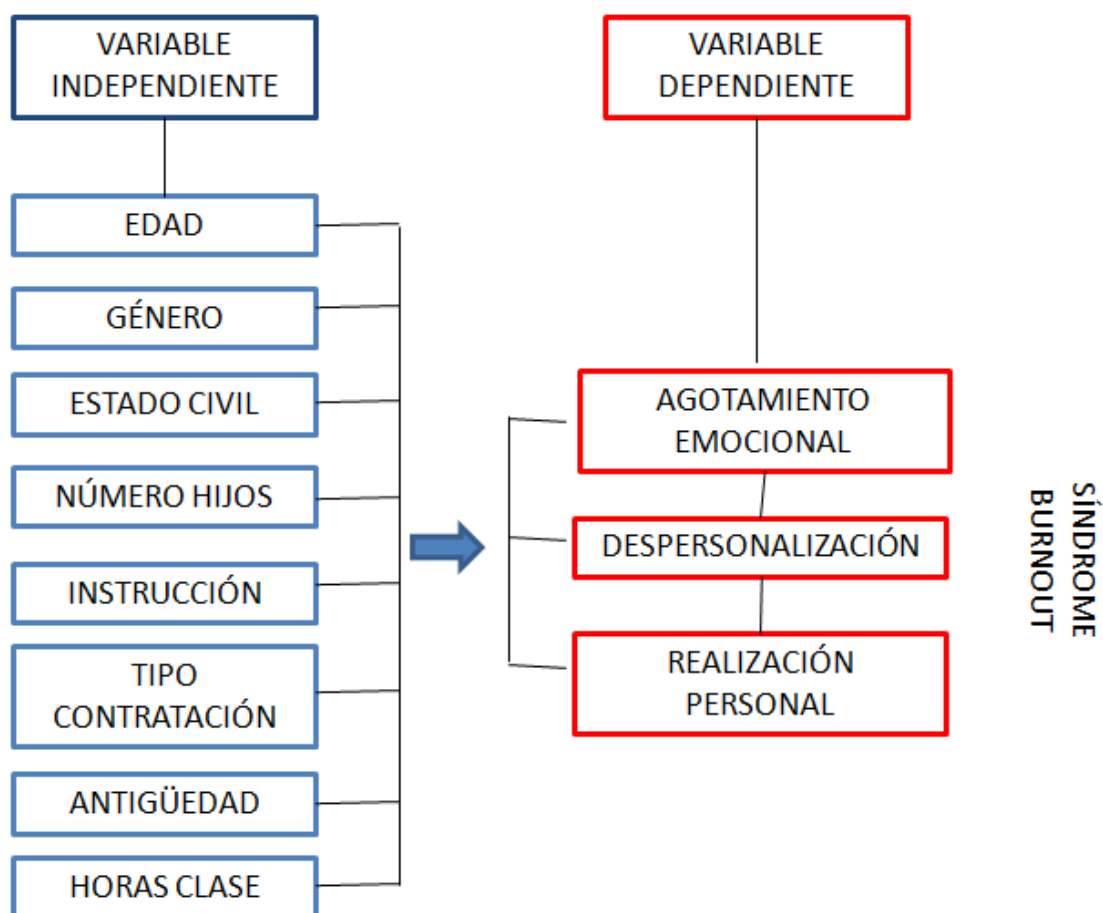 VARIABLE
INDEPENDIENTE
EDAD
GÉNERO
ESTADO CIVIL
NÚMERO HIJOS
INSTRUCCIÓN
TIPO
CONTRATACIÓN
ANTIGÜEDAD
HORAS CLASE
VARIABLE
DEPENDIENTE
AGOTAMIENTO
EMOCIONAL
DESPERSONALIZACIÓN
REALIZACIÓN
PERSONAL
SÍNDROME
BURNOUT